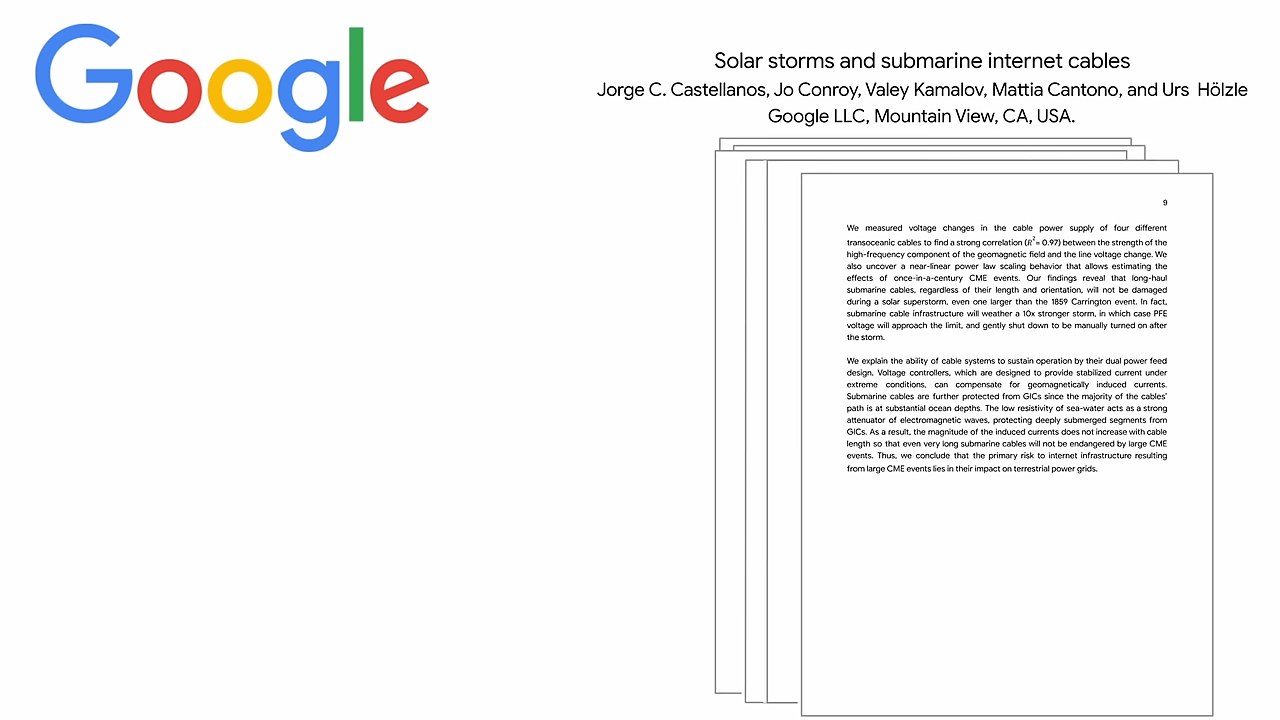 Google
Solar storms and submarine internet cables
Jorge C. Castellanos, Jo Conroy, Valey Kamalov, Mattia Cantono, and Urs Hölzle
Google LLC, Mountain View, CA, USA.
9
We measured voltage changes in the cable power supply of four different
transoceanic cables to find a strong correlation (R²= 0.97) between the strength of the
high-frequency component of the geomagnetic field and the line voltage change. We
also uncover a near-linear power law scaling behavior that allows estimating the
effects of once-in-a-century CME events. Our findings reveal that long-haul
submarine cables, regardless of their length and orientation, will not be damaged
during a solar superstorm, even one larger than the 1859 Carrington event. In fact,
submarine cable infrastructure will weather a 10x stronger storm, in which case PFE
voltage will approach the limit, and gently shut down to be manually turned on after
the storm.
We explain the ability of cable systems to sustain operation by their dual power feed
design. Voltage controllers, which are designed to provide stabilized current under
extreme conditions, can compensate for geomagnetically induced currents.
Submarine cables are further protected from GICs since the majority of the cables'
path is at substantial ocean depths. The low resistivity of sea-water acts as a strong
attenuator of electromagnetic waves, protecting deeply submerged segments from
GICs. As a result, the magnitude of the induced currents does not increase with cable
length so that even very long submarine cables will not be endangered by large CME
events. Thus, we conclude that the primary risk to internet infrastructure resulting
from large CME events lies in their impact on terrestrial power grids.